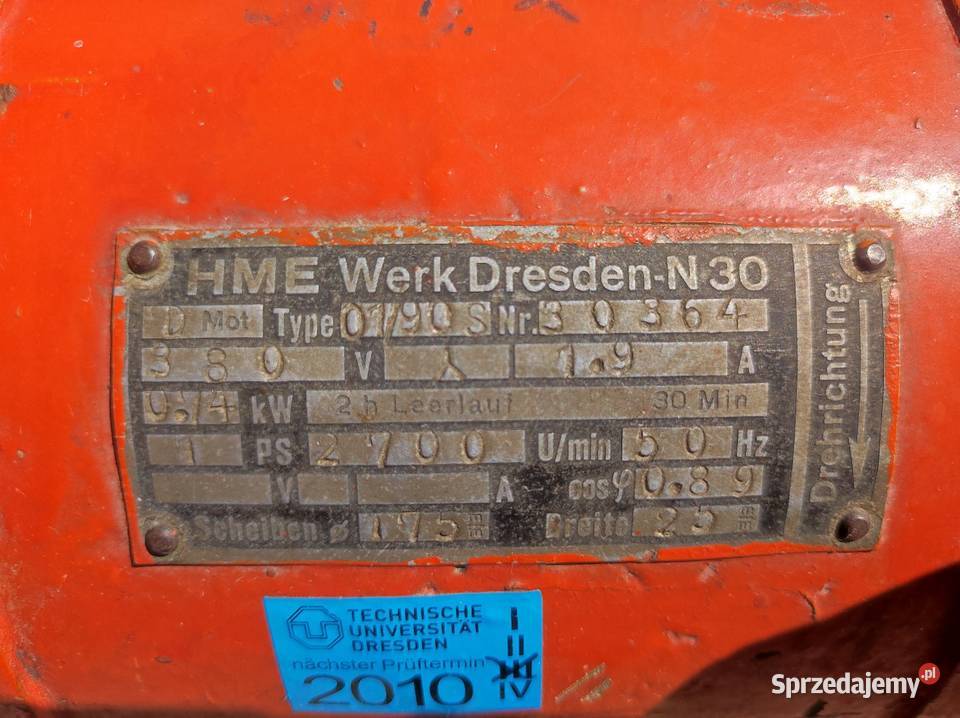 HME Werk Dresden-N 30
D Mot Type 01/90 S Nr. 30364
380 V 1.9 A
0.74 kW 2 h Leerlauf 30 Min
1 PS 2700 U/min 50 Hz
V A cosφ 0.89
Scheiben ø 175 Breite 25
Drehrichtung
TECHNISCHE
UNIVERSITÄT
DRESDEN
nächster Prüftermin
2010
I
II
III
IV
Sprzedajemy.pl